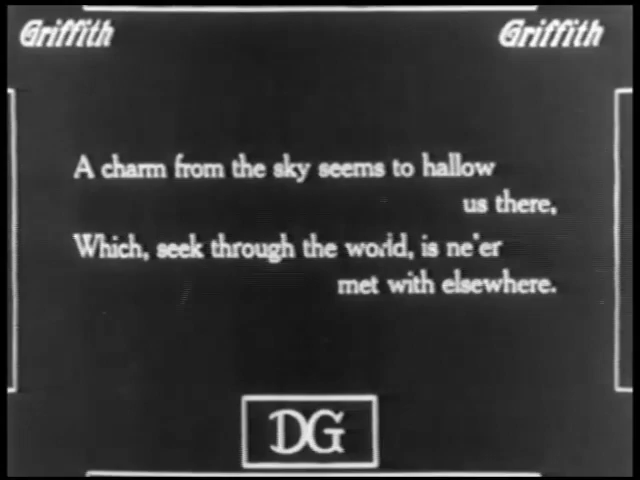 Griffith Griffith
A charm from the sky seems to hallow
us there,
Which, seek through the world, is ne'er
met with elsewhere.
DG